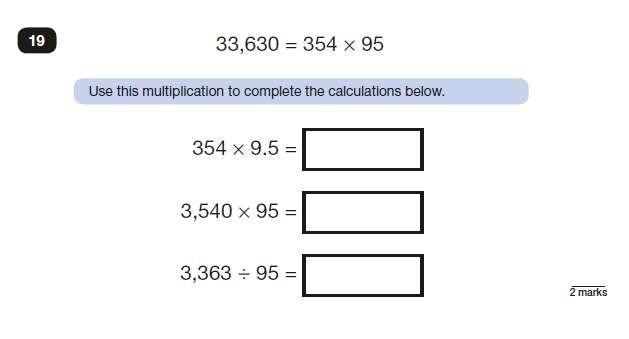 19
33,630 = 354 × 95
Use this multiplication to complete the calculations below.
354 × 9.5 =
3,540 × 95 =
3,363 ÷ 95 =
2 marks